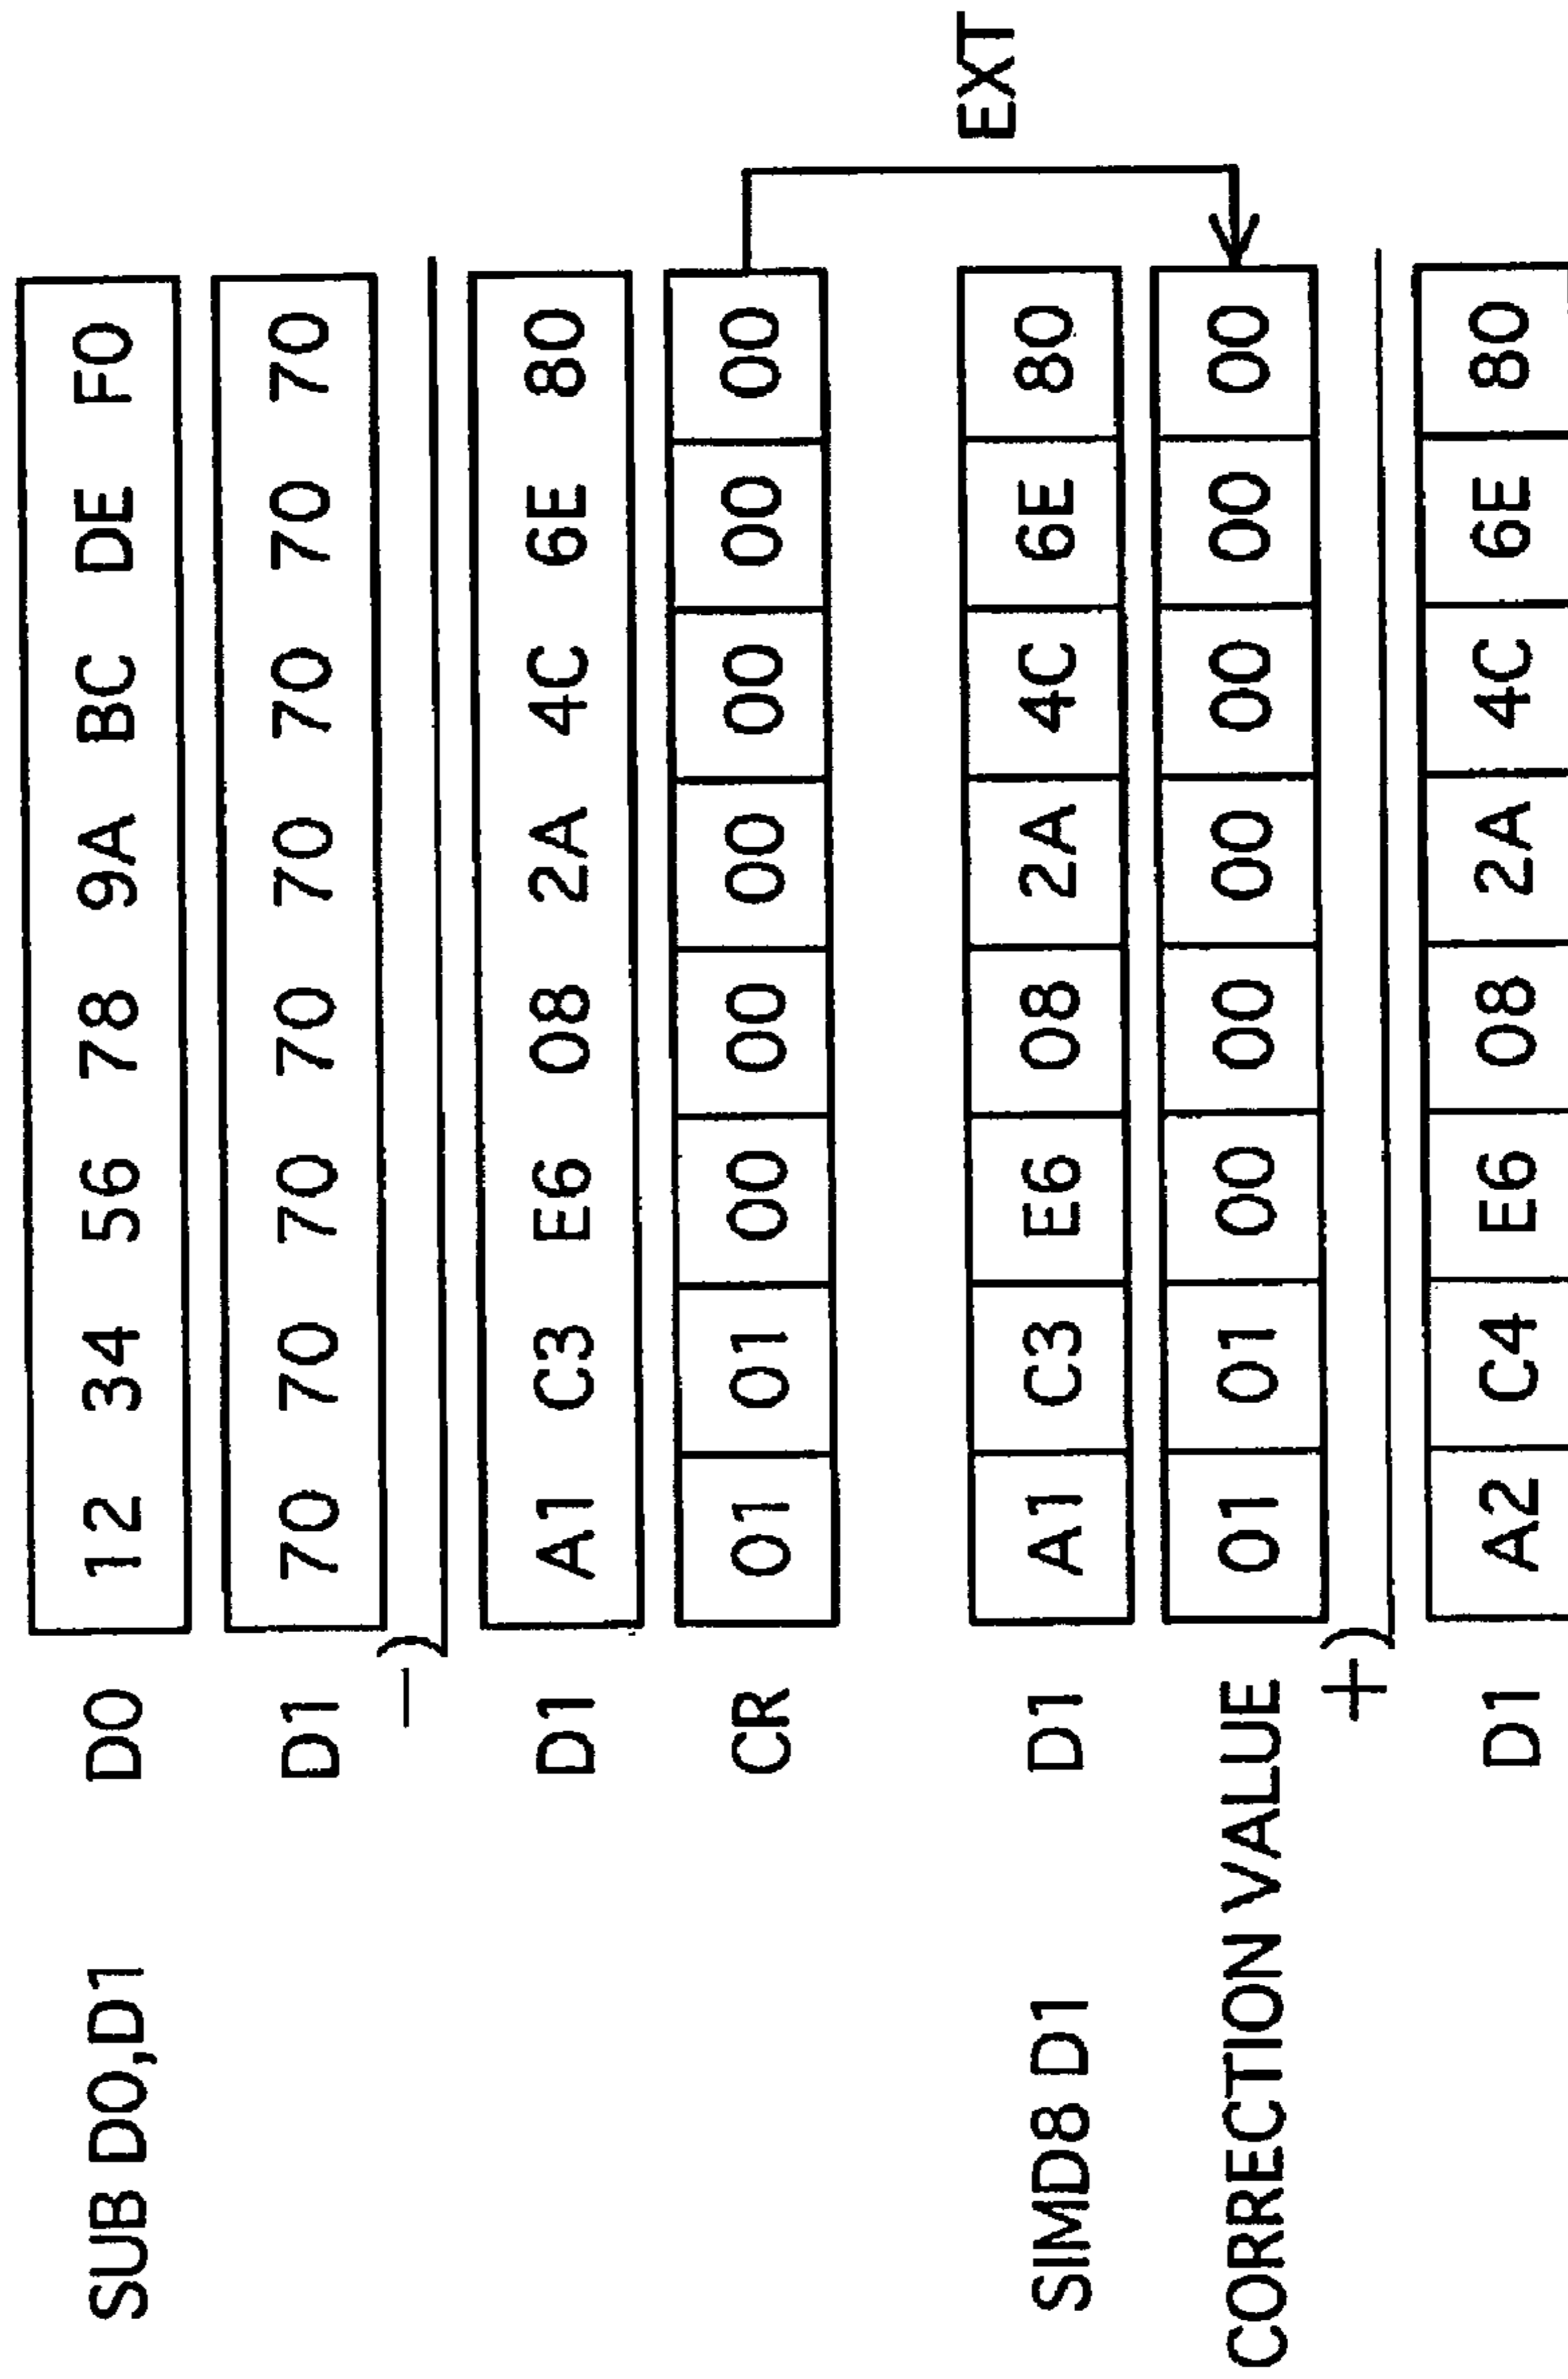 SUB D0,D1 D0 12 34 56 78 9A BC DE F0
D1 70 70 70 70 70 70 70 70
−)
D1 A1 C3 E6 08 2A 4C 6E 80
CR 01 01 00 00 00 00 00 00
EXT
SIMD8 D1 D1 A1 C3 E6 08 2A 4C 6E 80
CORRECTION VALUE 01 01 00 00 00 00 00 00
+)
D1 A2 C4 E6 08 2A 4C 6E 80